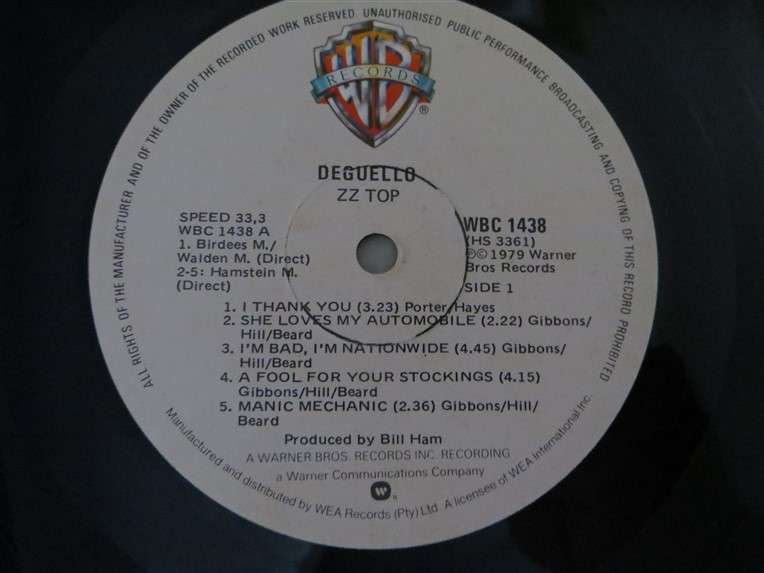 ALL RIGHTS OF THE MANUFACTURER AND OF THE OWNER OF THE RECORDED WORK RESERVED UNAUTHORISED PUBLIC PERFORMANCE BROADCASTING AND COPYING OF THIS RECORD PROHIBITED
WB
RECORDS
®
DEGUELLO
ZZ TOP
SPEED 33,3
WBC 1438 A
1. Birdees M./
Walden M. (Direct)
2-5: Hamstein M.
(Direct)
WBC 1438
(HS 3361)
℗©1979 Warner
Bros Records
SIDE 1
1. I THANK YOU (3.23) Porter/Hayes
2. SHE LOVES MY AUTOMOBILE (2.22) Gibbons/
Hill/Beard
3. I'M BAD, I'M NATIONWIDE (4.45) Gibbons/
Hill/Beard
4. A FOOL FOR YOUR STOCKINGS (4.15)
Gibbons/Hill/Beard
5. MANIC MECHANIC (2.36) Gibbons/Hill/
Beard
Produced by Bill Ham
A WARNER BROS. RECORDS INC. RECORDING
a Warner Communications Company
Manufactured and distributed by WEA Records (Pty) Ltd A licensee of WEA International Inc.